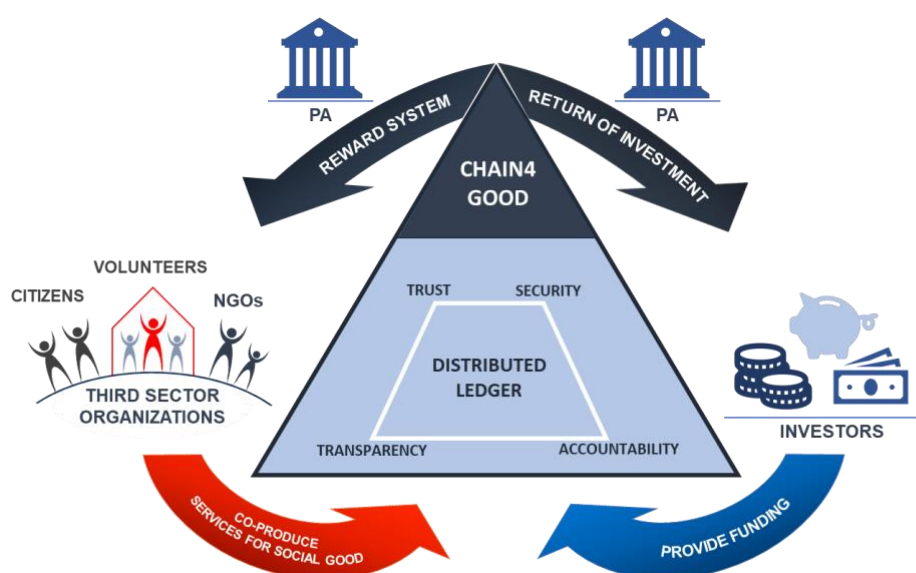 PA
PA
REWARD SYSTEM
RETURN OF INVESTMENT
CHAIN4
GOOD
VOLUNTEERS
CITIZENS
NGOs
THIRD SECTOR
ORGANIZATIONS
TRUST
SECURITY
DISTRIBUTED
LEDGER
TRANSPARENCY
ACCOUNTABILITY
INVESTORS
CO-PRODUCE
SERVICES FOR SOCIAL GOOD
PROVIDE FUNDING